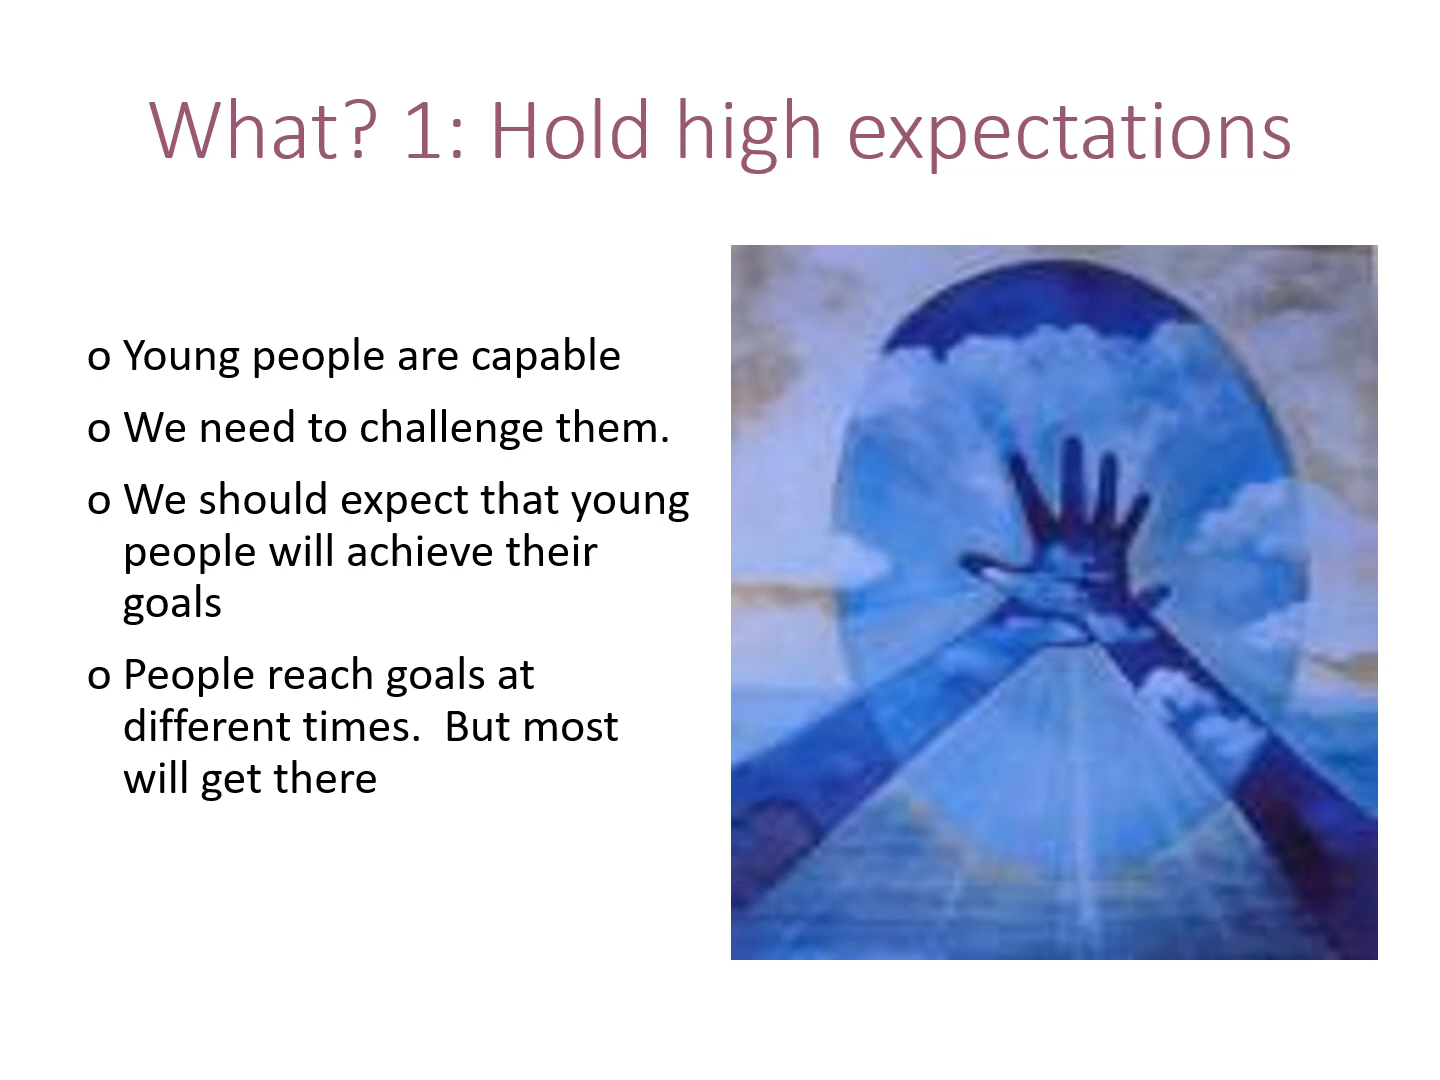 What? 1: Hold high expectations
o Young people are capable
o We need to challenge them.
o We should expect that young
people will achieve their
goals
o People reach goals at
different times.  But most
will get there